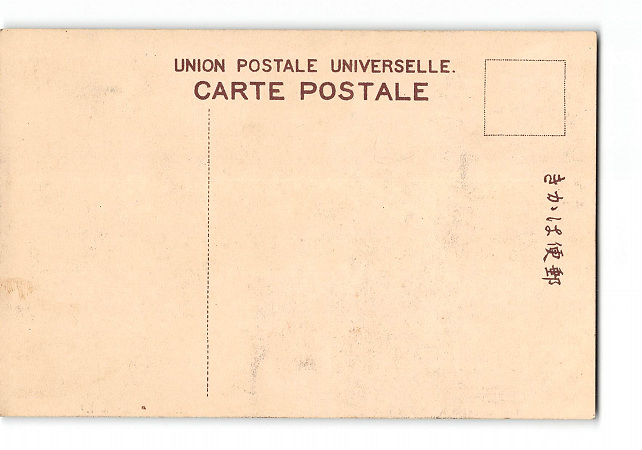 UNION POSTALE UNIVERSELLE.
CARTE POSTALE
きかは便郵